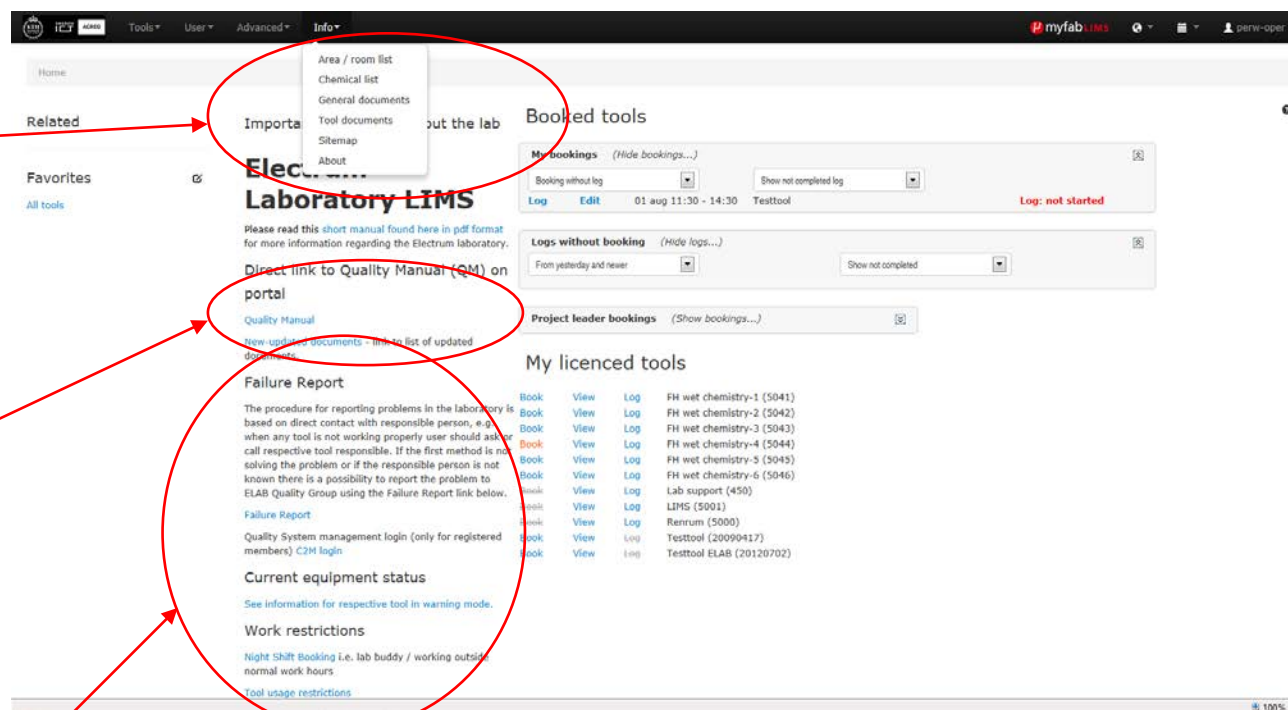 KTH
ICT
ACREO
Tools
User
Advanced
Info
myfab LIMS
perw-oper
Area / room list
Chemical list
General documents
Tool documents
Sitemap
About
Home
Related
Favorites
All tools
Importa out the lab
Elec
Laboratory LIMS
Please read this short manual found here in pdf format
for more information regarding the Electrum laboratory.
Direct link to Quality Manual (QM) on
portal
Quality Manual
New-updated documents - link to list of updated
documents.
Failure Report
The procedure for reporting problems in the laboratory is
based on direct contact with responsible person, e.g.
when any tool is not working properly user should ask or
call respective tool responsible. If the first method is not
solving the problem or if the responsible person is not
known there is a possibility to report the problem to
ELAB Quality Group using the Failure Report link below.
Failure Report
Quality System management login (only for registered
members) C2M login
Current equipment status
See information for respective tool in warning mode.
Work restrictions
Night Shift Booking i.e. lab buddy / working outside
normal work hours
Tool usage restrictions
Booked tools
My bookings (Hide bookings...)
Booking without log Show not completed log
Log Edit 01 aug 11:30 - 14:30 Testtool Log: not started
Logs without booking (Hide logs...)
From yesterday and newer Show not completed
Project leader bookings (Show bookings...)
My licenced tools
Book View Log FH wet chemistry-1 (5041)
Book View Log FH wet chemistry-2 (5042)
Book View Log FH wet chemistry-3 (5043)
Book View Log FH wet chemistry-4 (5044)
Book View Log FH wet chemistry-5 (5045)
Book View Log FH wet chemistry-6 (5046)
Book View Log Lab support (450)
Book View Log LIMS (5001)
Book View Log Renrum (5000)
Book View Log Testtool (20090417)
Book View Log Testtool ELAB (20120702)
100%